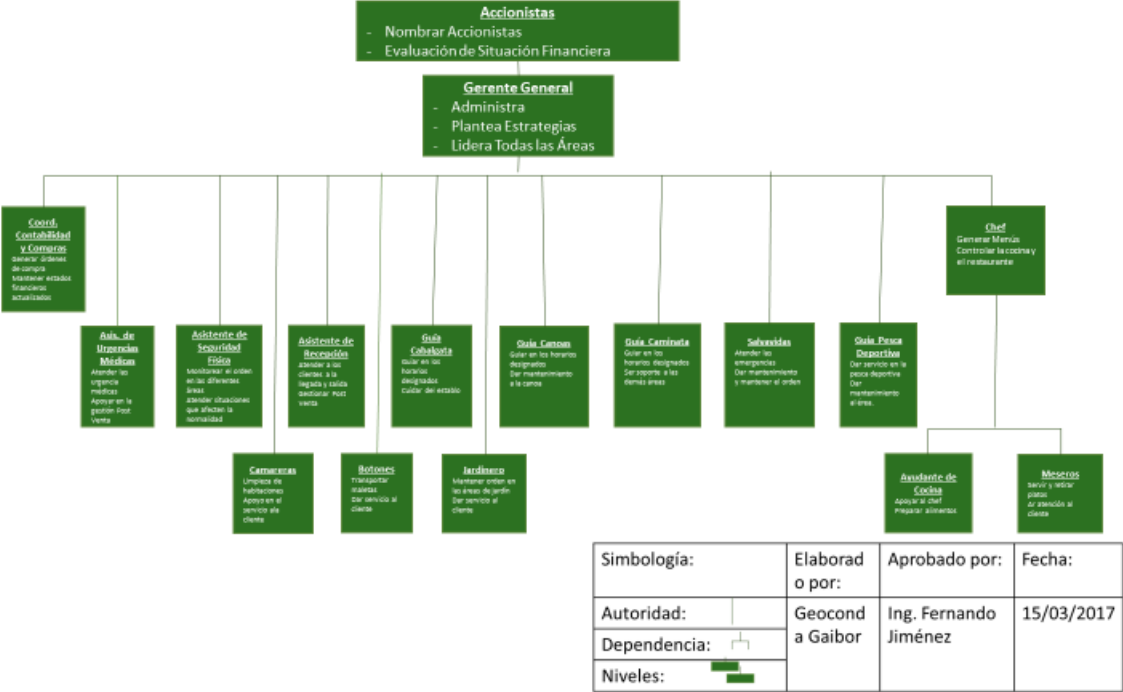 Accionistas
- Nombrar Accionistas
- Evaluación de Situación Financiera
Gerente General
- Administra
- Plantea Estrategias
- Lidera Todas las Áreas
Coord.
Contabilidad
y Compras
Generar órdenes
de compra
Mantener estados
financieros
actualizados
Chef
Generar Menús
Controlar la cocina y
el restaurante
Asis. de
Urgencias
Médicas
Atender las
urgencia
médicas
Apoyar en la
gestión Post
Venta
Asistente de
Seguridad
Física
Monitorear el orden
en las diferentes
áreas
Atender situaciones
que afecten la
normalidad
Asistente de
Recepción
Atender a los
clientes a la
llegada y salida
Gestionar Post
Venta
Guía
Cabalgata
Guiar en los
horarios
designados
Cuidar del establo
Guía Canoas
Guiar en los horarios
designados
Dar mantenimiento
a la canoa
Guía Caminata
Guiar en los
horarios designados
Ser soporte a las
demás áreas
Salvavidas
Atender las
emergencias
Dar mantenimiento
y mantener el orden
Guía Pesca
Deportiva
Dar servicio en la
pesca deportiva
Dar
mantenimiento
al área.
Camareras
Limpieza de
habitaciones
Apoyo en el
servicio ala
cliente
Botones
Transportar
maletas
Dar servicio al
cliente
Jardinero
Mantener orden en
las áreas de jardín
Dar servicio al
cliente
Ayudante de
Cocina
Apoyar al chef
Preparar alimentos
Meseros
Servir y retirar
platos
Ar atención al
cliente
Simbología:
Elaborad
o por:
Aprobado por:
Fecha:
Autoridad:
Dependencia:
Niveles:
Geocond
a Gaibor
Ing. Fernando
Jiménez
15/03/2017